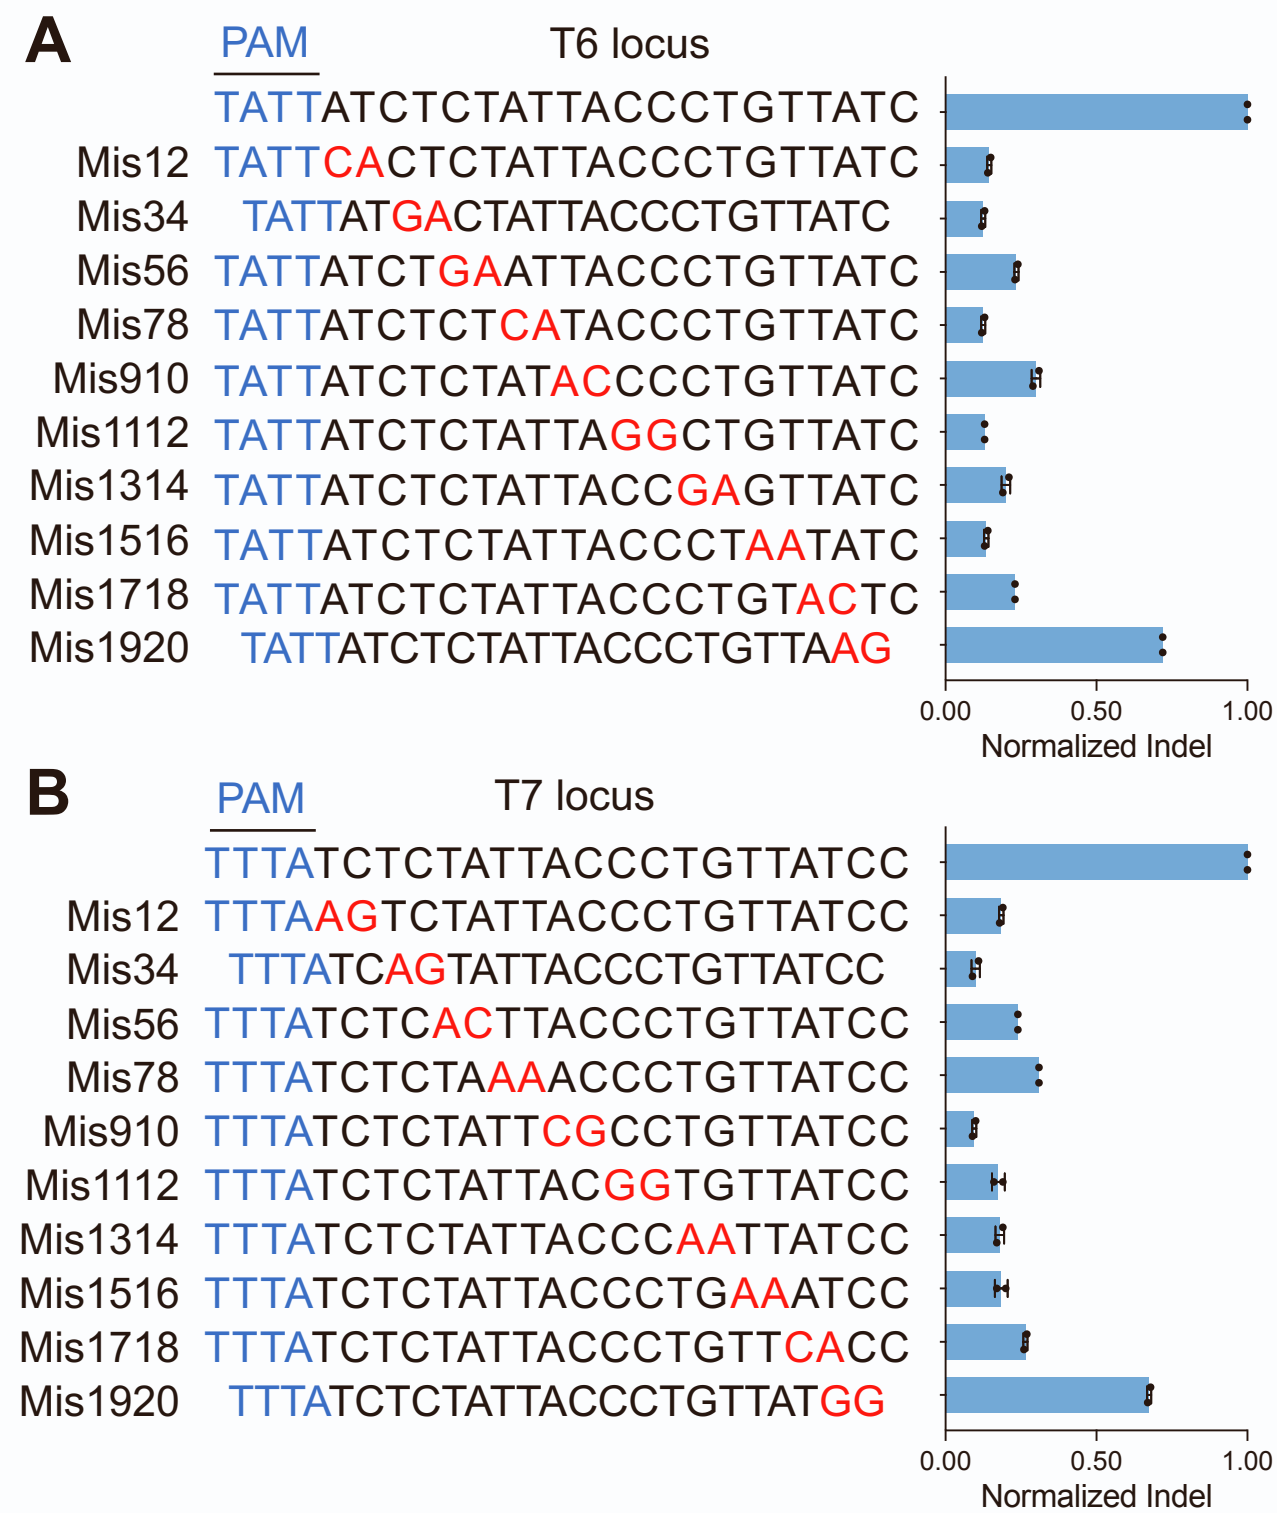 A
PAM T6 locus
TATTATCTCTATTACCCTGTTATC
Mis12 TATTCACTCTATTACCCTGTTATC
Mis34 TATTATGACTATTACCCTGTTATC
Mis56 TATTATCTGAATTACCCTGTTATC
Mis78 TATTATCTCTCATACCCTGTTATC
Mis910 TATTATCTCTATACCCCTGTTATC
Mis1112 TATTATCTCTATTAGGCTGTTATC
Mis1314 TATTATCTCTATTACCGAGTTATC
Mis1516 TATTATCTCTATTACCCTAATATC
Mis1718 TATTATCTCTATTACCCTGTACTC
Mis1920 TATTATCTCTATTACCCTGTTAAG
0.00 0.50 1.00
Normalized Indel
B
PAM T7 locus
TTTATCTCTATTACCCTGTTATCC
Mis12 TTTAAGTCTATTACCCTGTTATCC
Mis34 TTTATCAGTATTACCCTGTTATCC
Mis56 TTTATCTCACTTACCCTGTTATCC
Mis78 TTTATCTCTAAAACCCTGTTATCC
Mis910 TTTATCTCTATTCGCCTGTTATCC
Mis1112 TTTATCTCTATTACGGTGTTATCC
Mis1314 TTTATCTCTATTACCCAATTATCC
Mis1516 TTTATCTCTATTACCCTGAAATCC
Mis1718 TTTATCTCTATTACCCTGTTCACC
Mis1920 TTTATCTCTATTACCCTGTTATGG
0.00 0.50 1.00
Normalized Indel